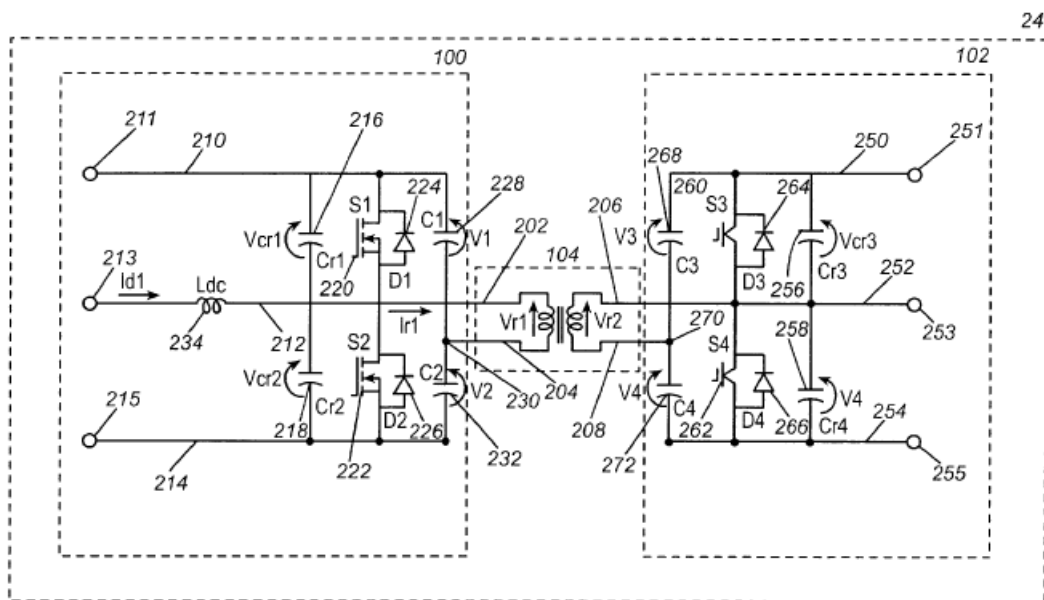 24
100
102
211
210
216
228
224
S1
C1
V1
Vcr1
Cr1
220
D1
202
213
Id1
Ldc
234
212
Ir1
S2
C2
V2
Vcr2
Cr2
218
D2
226
222
215
214
230
232
204
104
Vr1
Vr2
206
208
268
260
S3
264
250
251
V3
C3
D3
256
Vcr3
Cr3
252
253
270
S4
258
V4
C4
D4
262
266
V4
Cr4
254
255
272